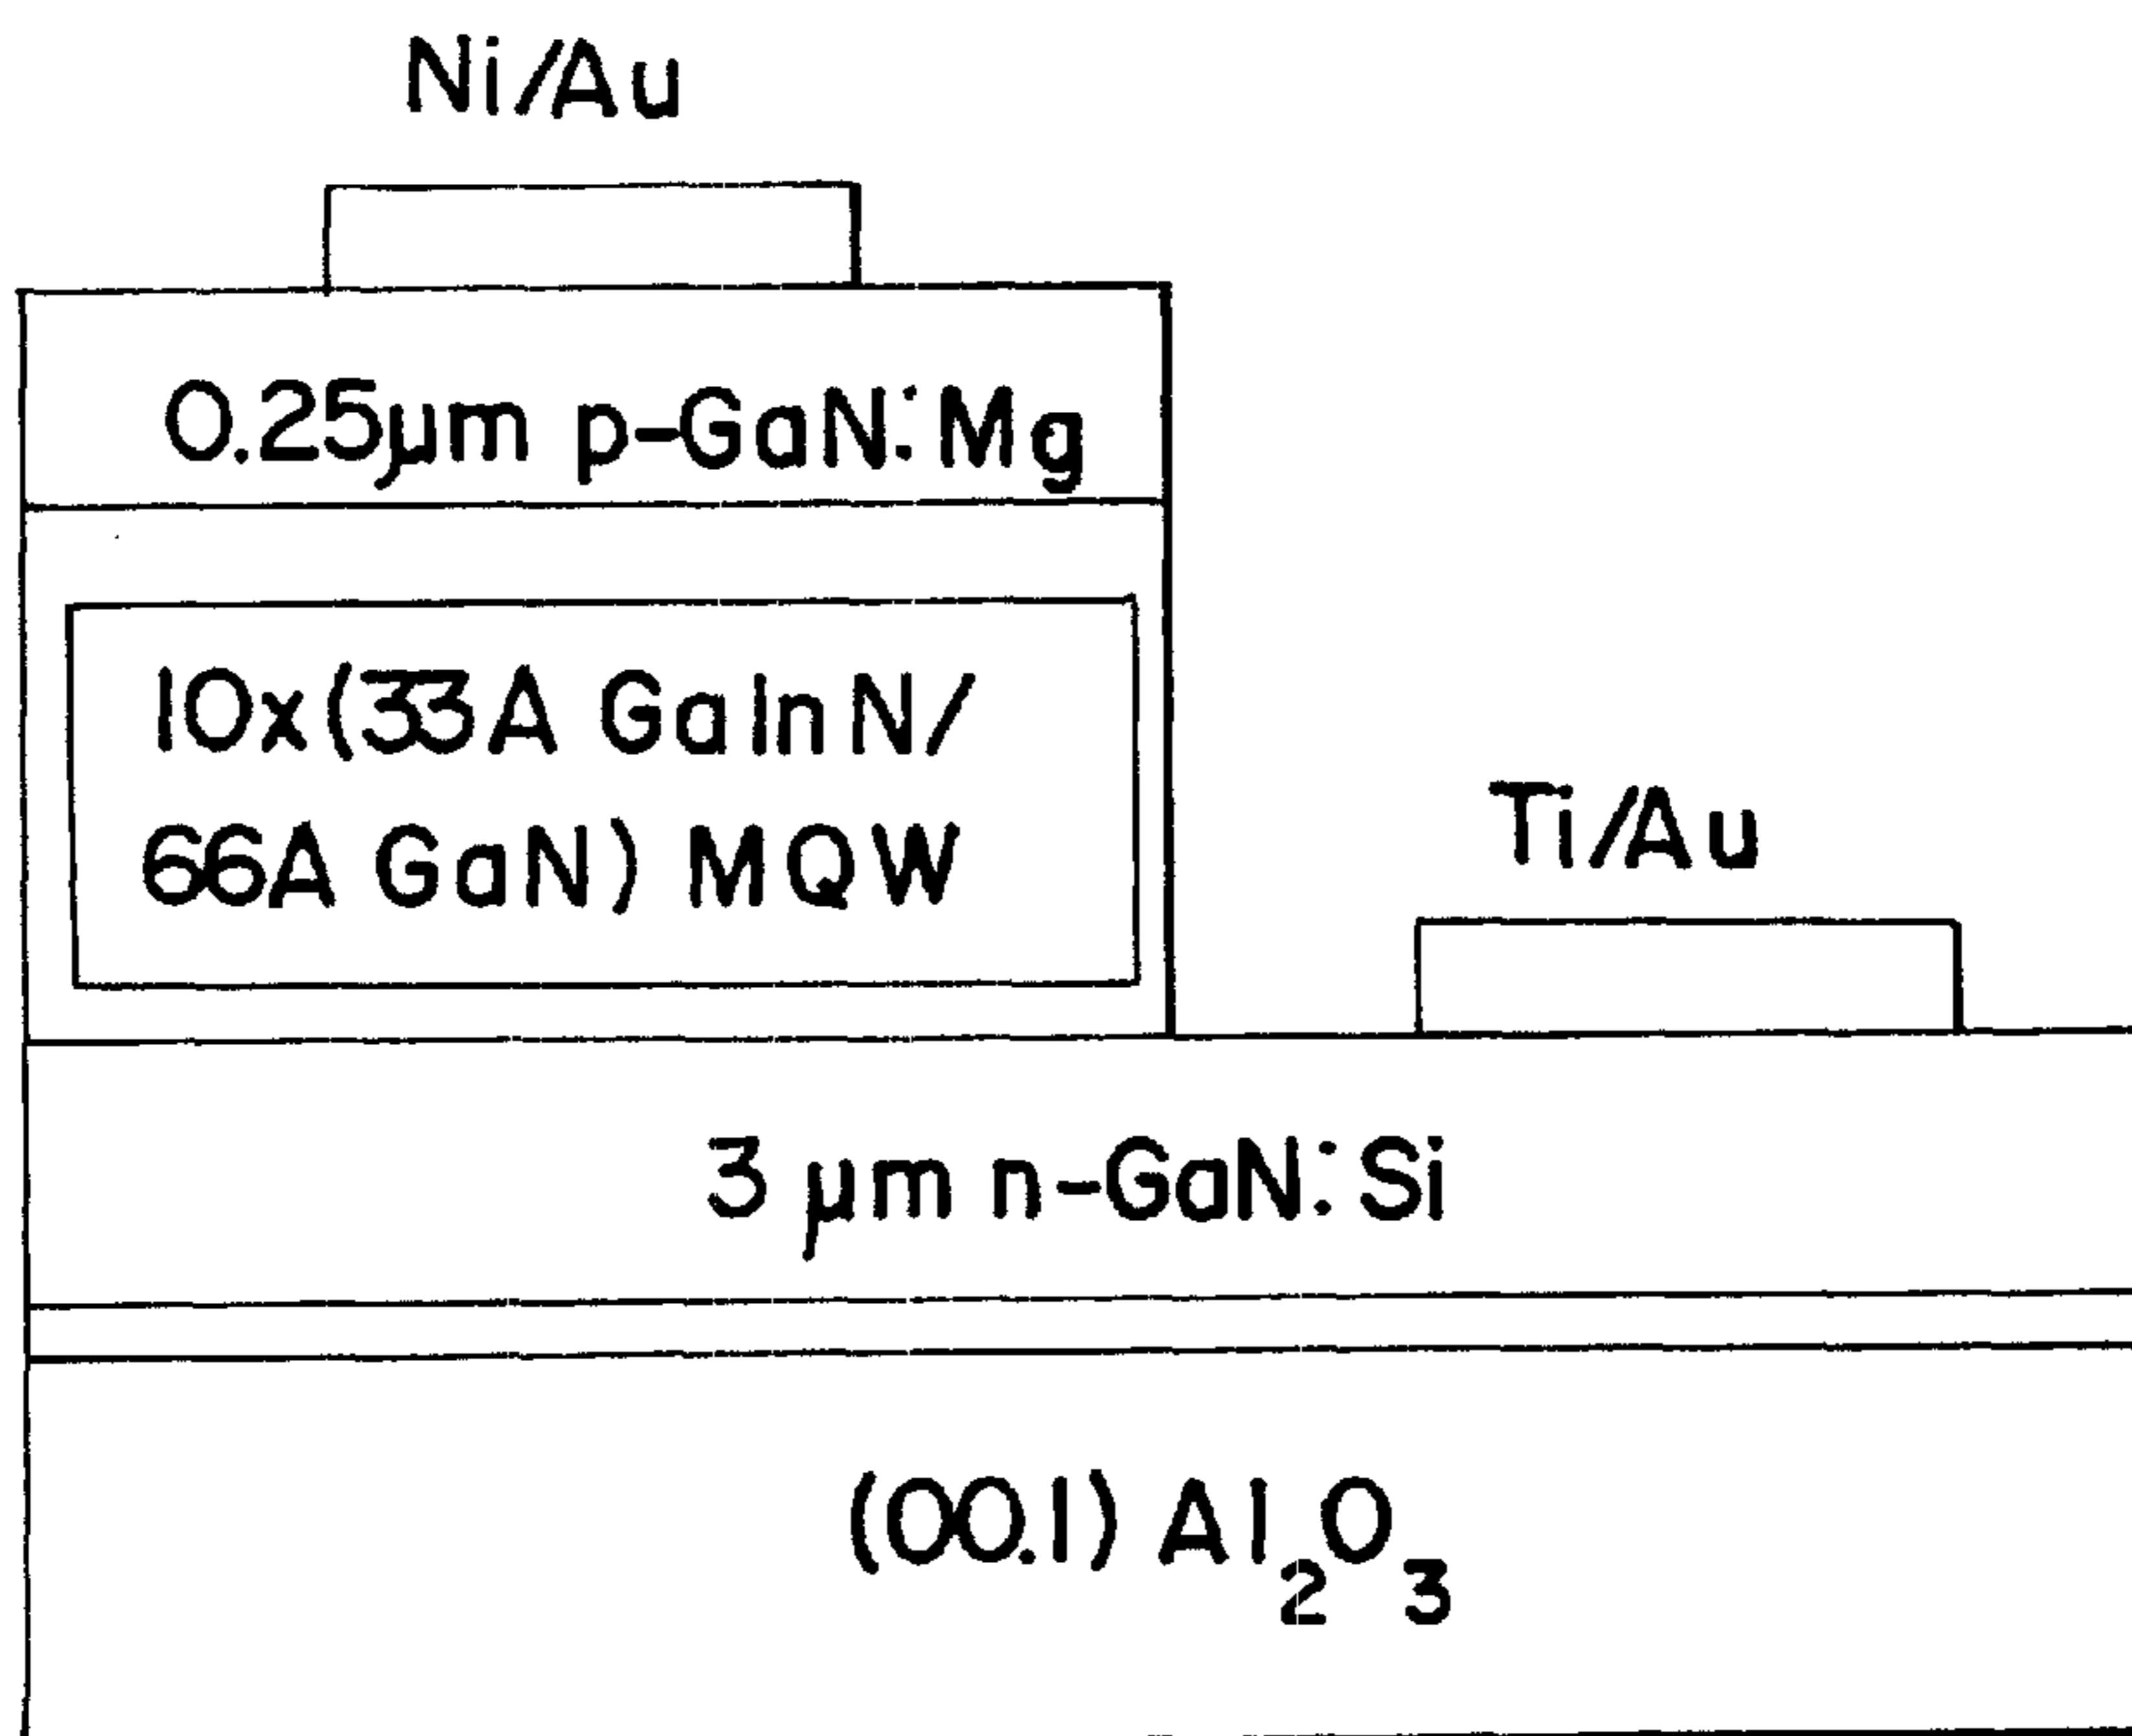 Ni/Au
0.25µm p-GaN:Mg
10x(33A GaInN/
66A GaN) MQW
Ti/Au
3 µm n-GaN:Si
(00.1) Al₂O₃